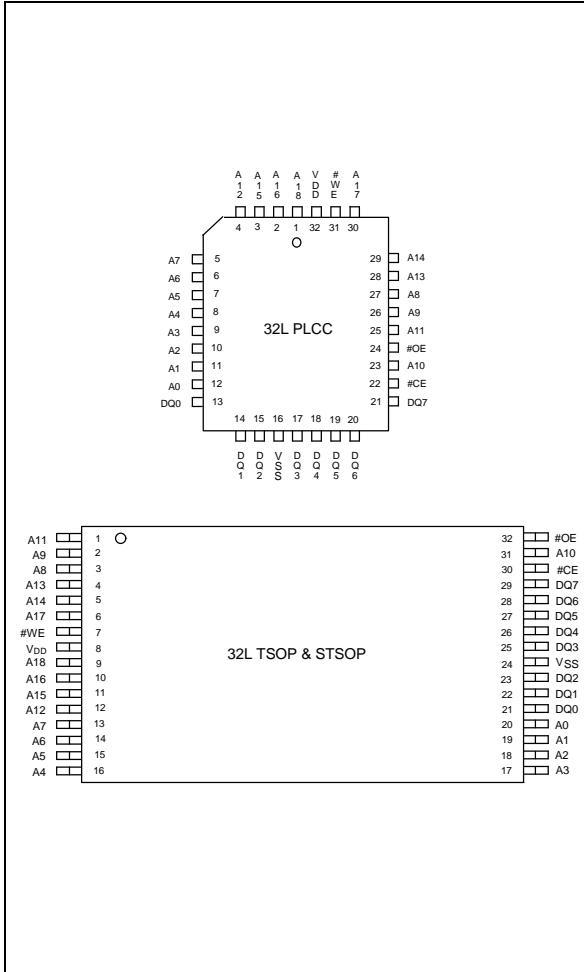 A12 A15 A16 A18 VDD #WE A17
4 3 2 1 32 31 30
A7 5 29 A14
A6 6 28 A13
A5 7 27 A8
A4 8 26 A9
A3 9 32L PLCC 25 A11
A2 10 24 #OE
A1 11 23 A10
A0 12 22 #CE
DQ0 13 21 DQ7
14 15 16 17 18 19 20
DQ1 DQ2 VSS DQ3 DQ4 DQ5 DQ6
A11 1 32 #OE
A9 2 31 A10
A8 3 30 #CE
A13 4 29 DQ7
A14 5 28 DQ6
A17 6 27 DQ5
#WE 7 26 DQ4
VDD 8 32L TSOP & STSOP 25 DQ3
A18 9 24 VSS
A16 10 23 DQ2
A15 11 22 DQ1
A12 12 21 DQ0
A7 13 20 A0
A6 14 19 A1
A5 15 18 A2
A4 16 17 A3